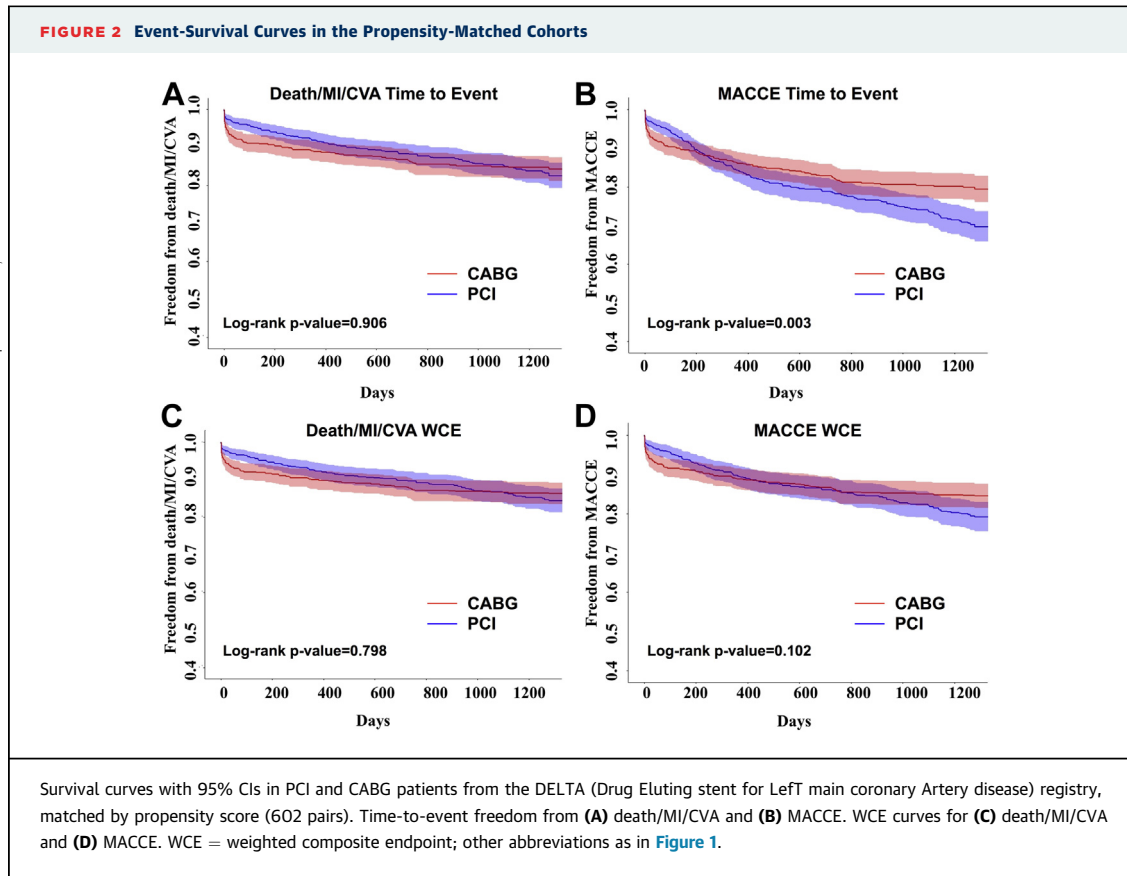 FIGURE 2 Event-Survival Curves in the Propensity-Matched Cohorts
A
Death/MI/CVA Time to Event
Freedom from death/MI/CVA
1.0
0.9
0.8
0.7
0.6
0.5
0.4
CABG
PCI
Log-rank p-value=0.906
0 200 400 600 800 1000 1200
Days
B
MACCE Time to Event
Freedom from MACCE
1.0
0.9
0.8
0.7
0.6
0.5
0.4
CABG
PCI
Log-rank p-value=0.003
0 200 400 600 800 1000 1200
Days
C
Death/MI/CVA WCE
Freedom from death/MI/CVA
1.0
0.9
0.8
0.7
0.6
0.5
0.4
CABG
PCI
Log-rank p-value=0.798
0 200 400 600 800 1000 1200
Days
D
MACCE WCE
Freedom from MACCE
1.0
0.9
0.8
0.7
0.6
0.5
0.4
CABG
PCI
Log-rank p-value=0.102
0 200 400 600 800 1000 1200
Days
Survival curves with 95% CIs in PCI and CABG patients from the DELTA (Drug Eluting stent for LefT main coronary Artery disease) registry,
matched by propensity score (602 pairs). Time-to-event freedom from (A) death/MI/CVA and (B) MACCE. WCE curves for (C) death/MI/CVA
and (D) MACCE. WCE = weighted composite endpoint; other abbreviations as in Figure 1.